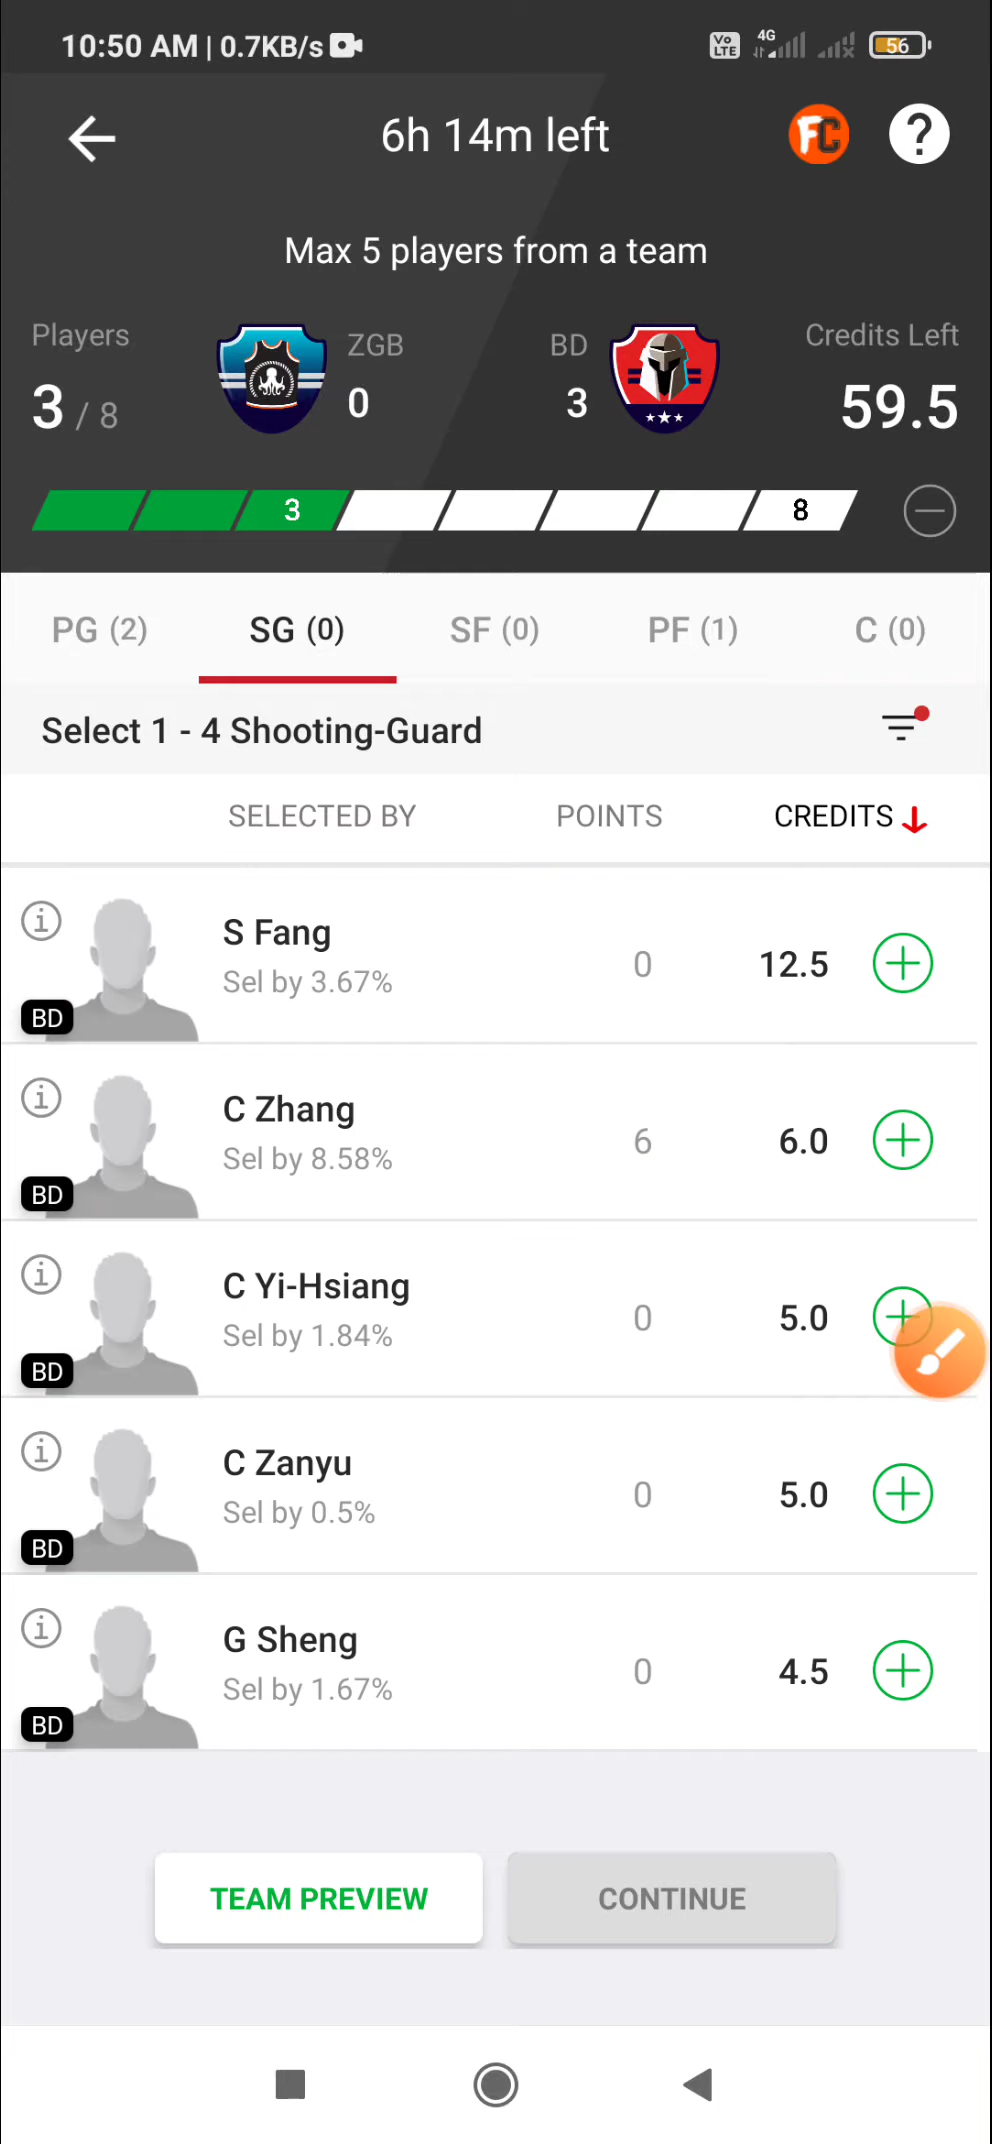 10:50 AM | 0.7KB/s Vo LTE 4G 56
6h 14m left FC ?
Max 5 players from a team
Players ZGB BD Credits Left
3 / 8 0 3 59.5
3 8
PG (2) SG (0) SF (0) PF (1) C (0)
Select 1 - 4 Shooting-Guard
SELECTED BY POINTS CREDITS
S Fang
Sel by 3.67% 0 12.5
BD
C Zhang
Sel by 8.58% 6 6.0
BD
C Yi-Hsiang
Sel by 1.84% 0 5.0
BD
C Zanyu
Sel by 0.5% 0 5.0
BD
G Sheng
Sel by 1.67% 0 4.5
BD
TEAM PREVIEW CONTINUE